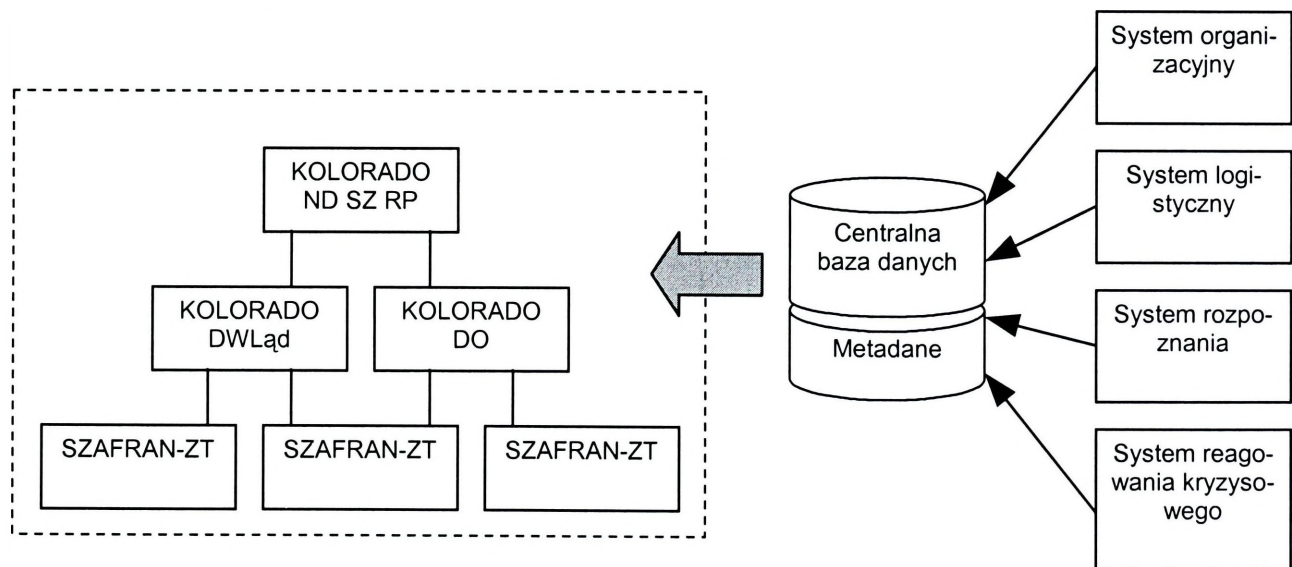 System organi-
zacyjny
KOLORADO
ND SZ RP
System logi-
styczny
Centralna
baza danych
KOLORADO
DWLąd
KOLORADO
DO
System rozpo-
znania
Metadane
SZAFRAN-ZT
SZAFRAN-ZT
SZAFRAN-ZT
System reago-
wania kryzyso-
wego